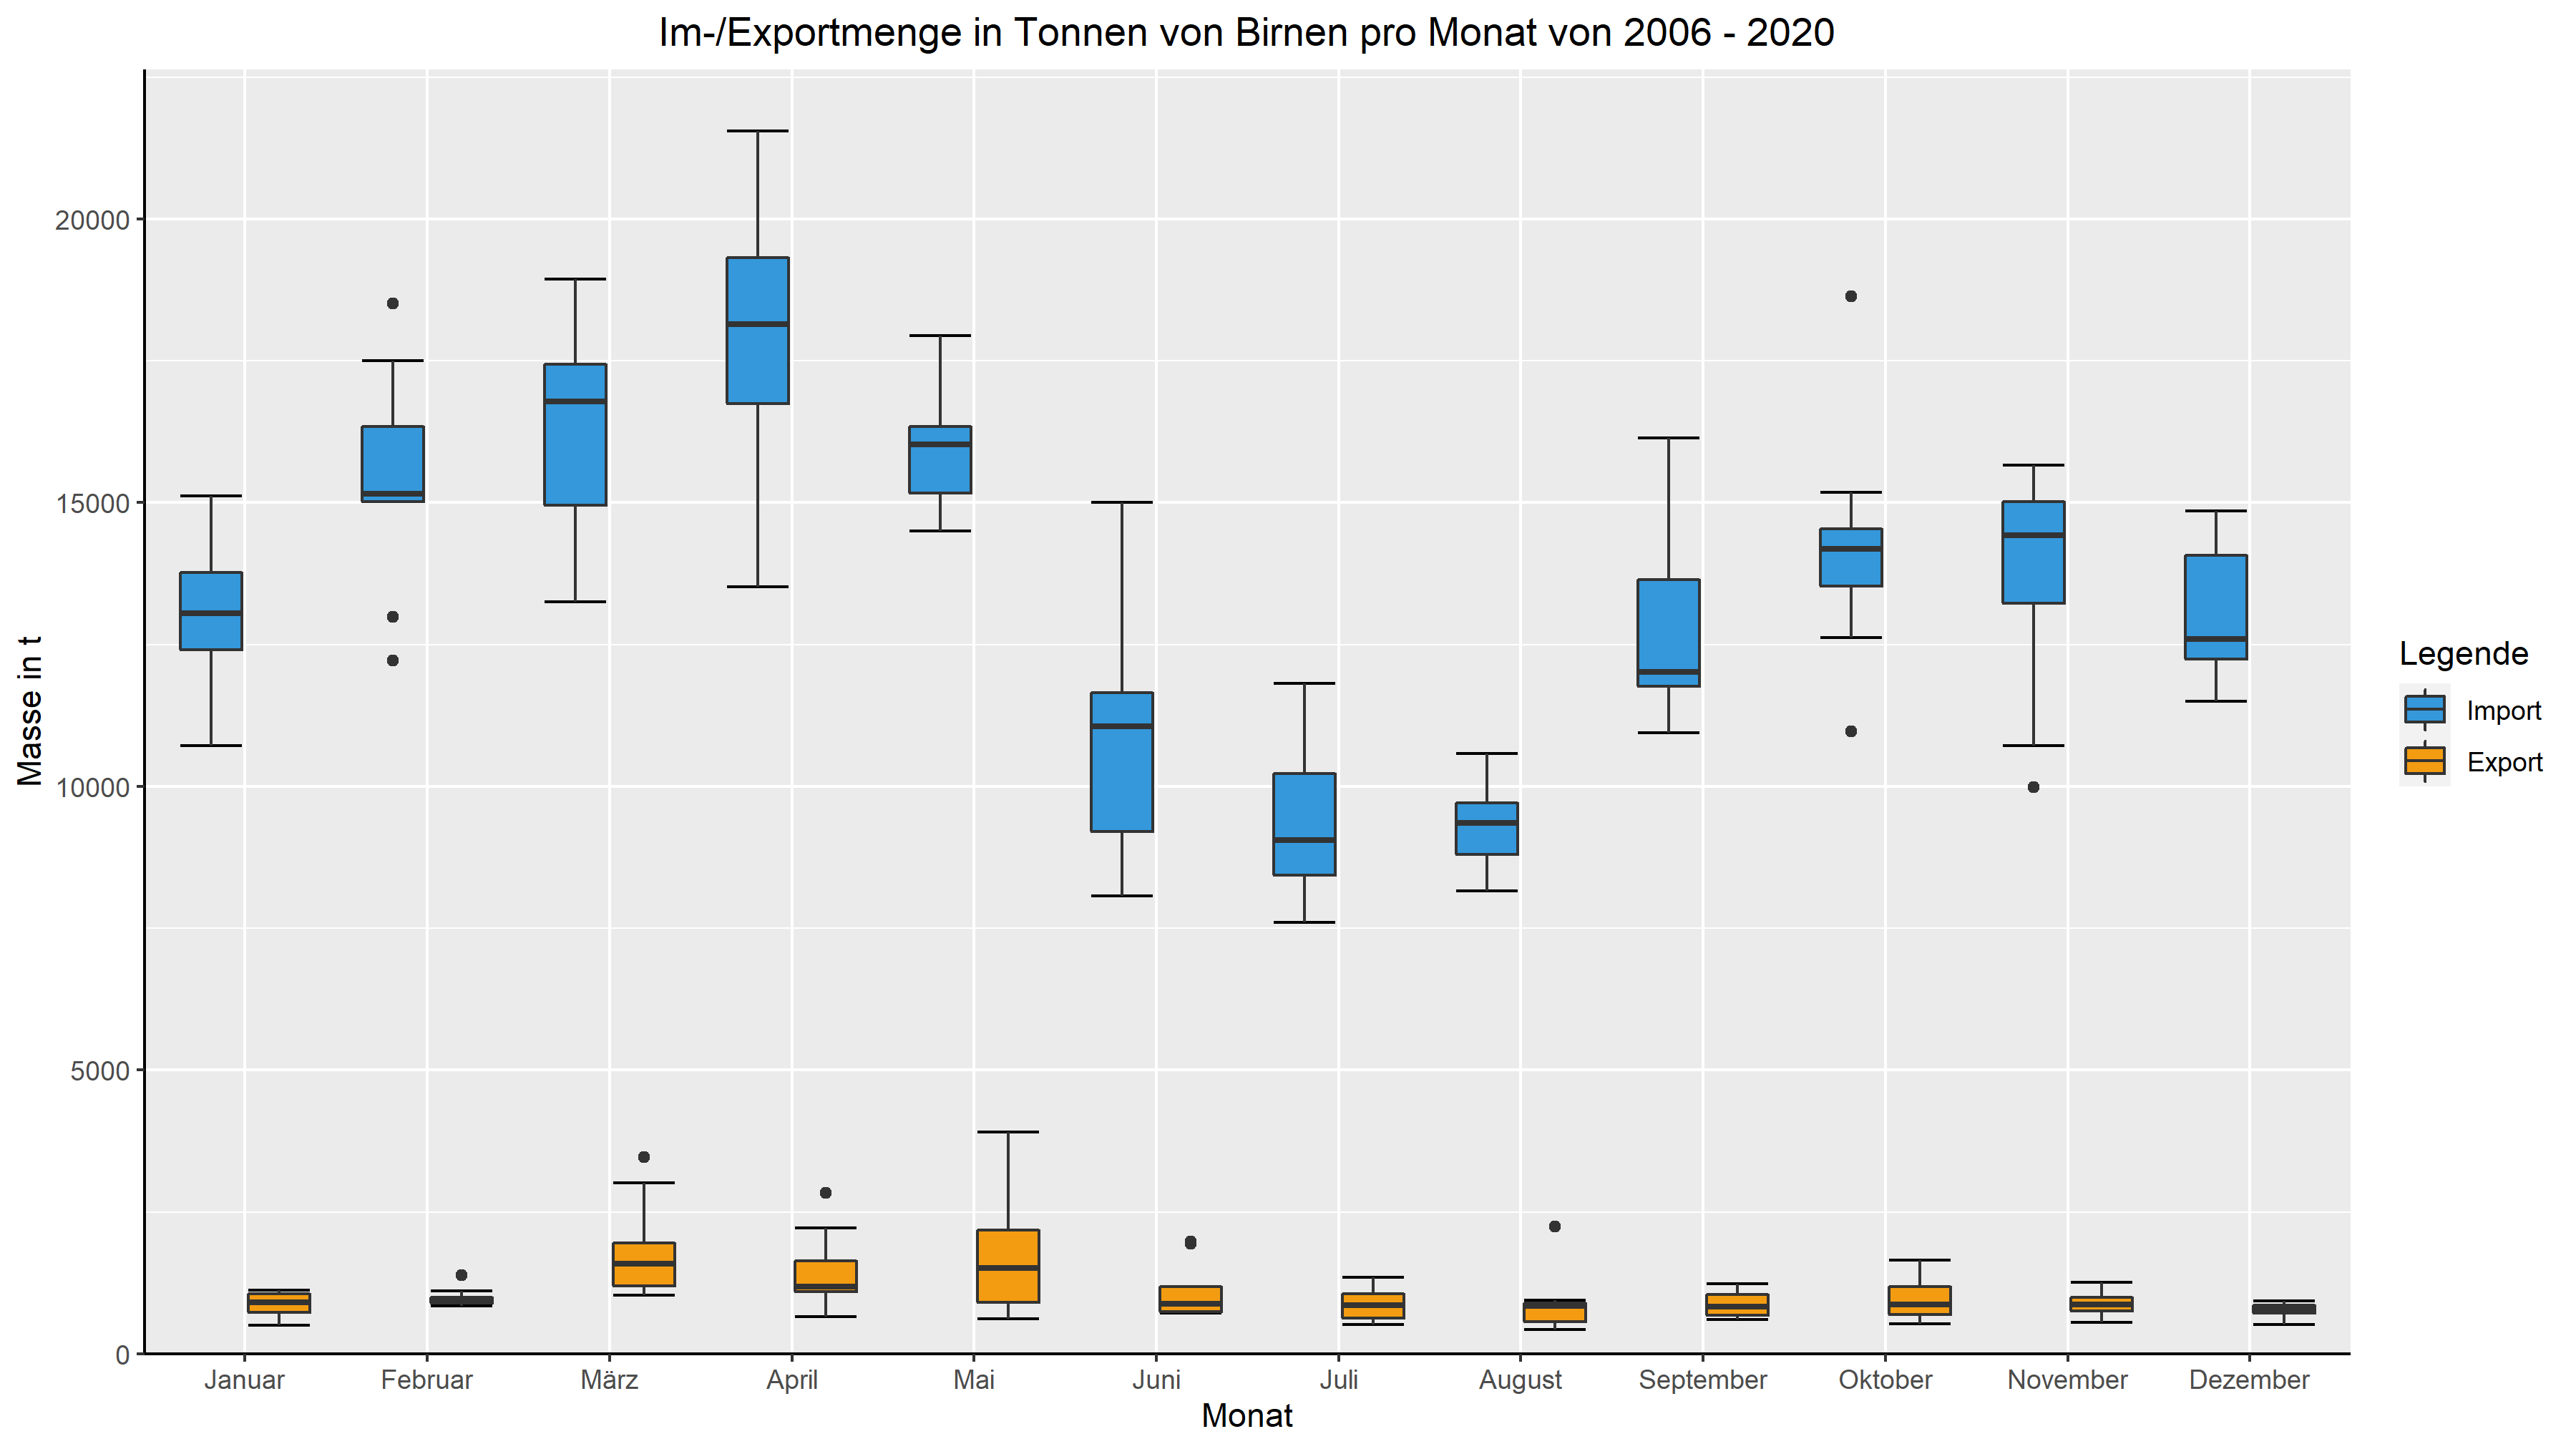 Im-/Exportmenge in Tonnen von Birnen pro Monat von 2006 - 2020
Masse in t
20000
15000
10000
5000
0
Januar Februar März April Mai Juni Juli August September Oktober November Dezember
Monat
Legende
Import
Export